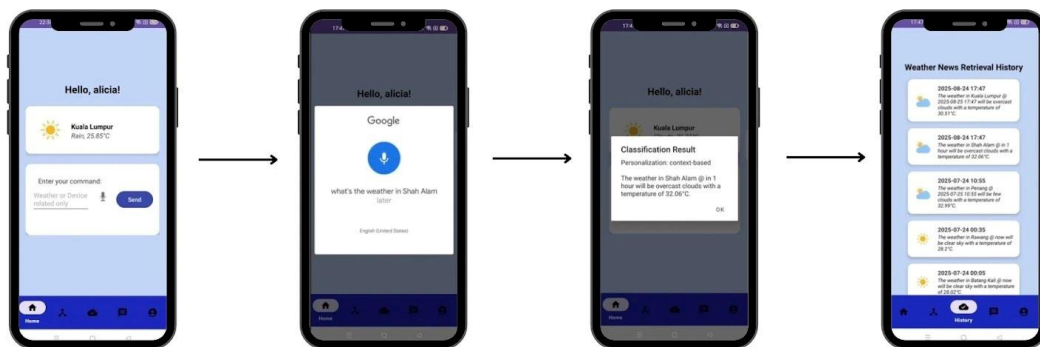 22:5
Hello, alicia!
Kuala Lumpur
Rain, 25.85°C
Enter your command:
Weather or Device
related only
Send
Home
17:4
Hello, alicia!
Google
what's the weather in Shah Alam
later
English (United States)
Home
17:4
Hello, alicia!
Kuala Lumpur
Classification Result
Personalization: context-based
The weather in Shah Alam @ in 1
hour will be overcast clouds with a
temperature of 32.06°C.
OK
Home
17:47
Weather News Retrieval History
2025-08-24 17:47
The weather in Kuala Lumpur @
2025-08-25 17:47 will be overcast
clouds with a temperature of
30.51°C.
2025-08-24 17:47
The weather in Shah Alam @ in 1
hour will be overcast clouds with a
temperature of 32.06°C.
2025-07-24 10:55
The weather in Penang @
2025-07-25 10:55 will be few
clouds with a temperature of
32.99°C.
2025-07-24 00:35
The weather in Rawang @ now will
be clear sky with a temperature of
28.2°C.
2025-07-24 00:05
The weather in Batang Kali @ now
will be clear sky with a temperature
of 28.02°C.
History